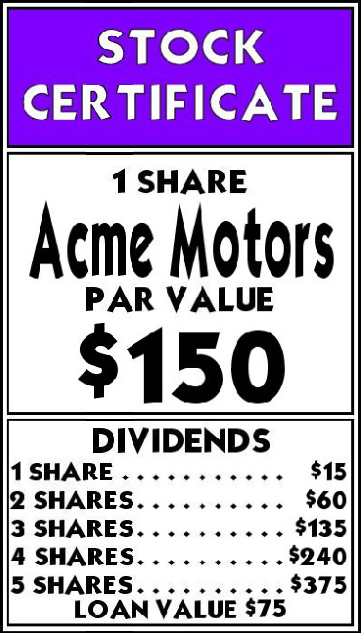 STOCK
CERTIFICATE
1 SHARE
Acme Motors
PAR VALUE
$150
DIVIDENDS
1 SHARE . . . . . . . . . . . $15
2 SHARES. . . . . . . . . . $60
3 SHARES. . . . . . . . . . $135
4 SHARES. . . . . . . . . . $240
5 SHARES. . . . . . . . . . $375
LOAN VALUE $75